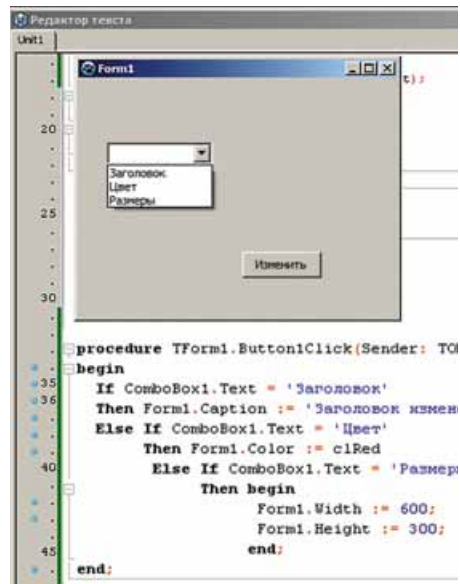 Редактор текста
Unit1
Form1
t);
20
Заголовок
Цвет
Размеры
25
Изменить
30
procedure TForm1.Button1Click(Sender: TO
begin
35
If ComboBox1.Text = 'Заголовок'
36
Then Form1.Caption := 'Заголовок измен
Else If ComboBox1.Text = 'Цвет'
Then Form1.Color := clRed
40
Else If ComboBox1.Text = 'Размеры
Then begin
Form1.Width := 600;
Form1.Height := 300;
45
end;
end;